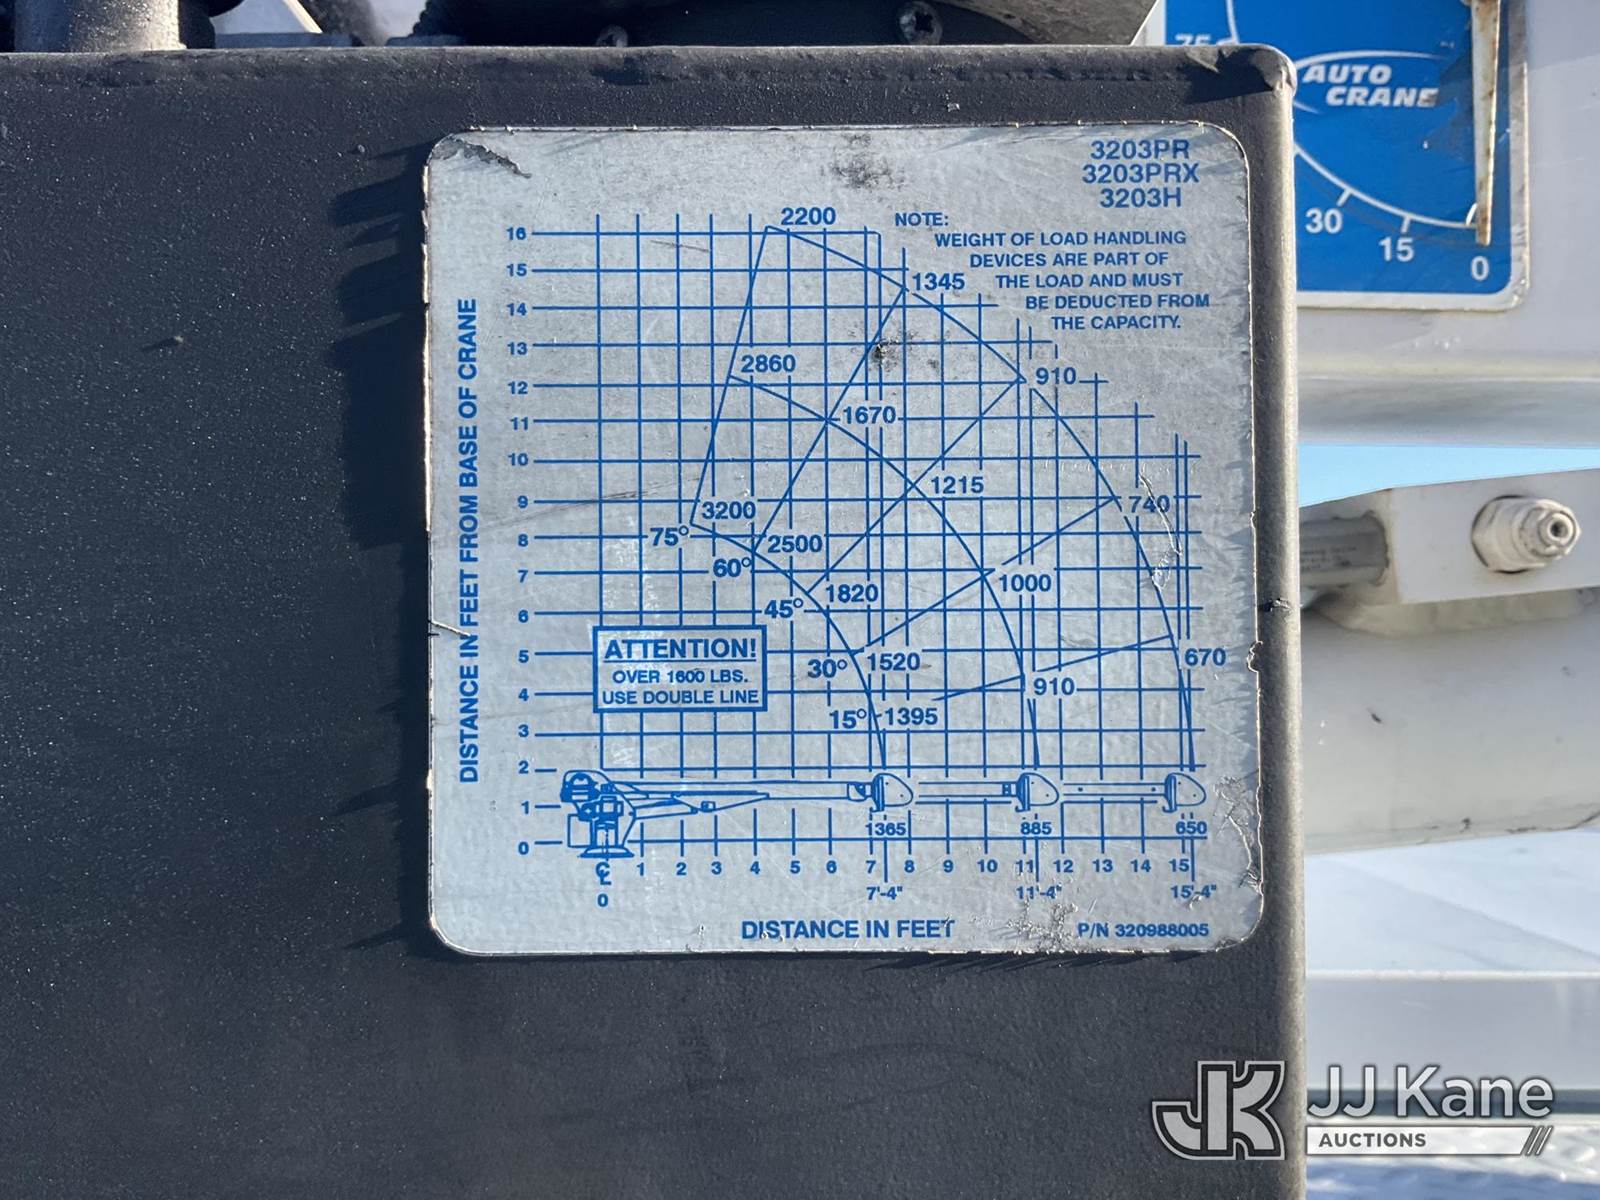 75
AUTO
CRANE
30
15
0
3203PR
3203PRX
3203H
NOTE:
WEIGHT OF LOAD HANDLING
DEVICES ARE PART OF
THE LOAD AND MUST
BE DEDUCTED FROM
THE CAPACITY.
DISTANCE IN FEET FROM BASE OF CRANE
16
15
14
13
12
11
10
9
8
7
6
5
4
3
2
1
0
2200
1345
2860
910
1670
1215
3200
740
75°
2500
60°
1000
1820
45°
ATTENTION!
OVER 1600 LBS.
USE DOUBLE LINE
30° 1520
670
910
15° 1395
1365 885 650
CL 1 2 3 4 5 6 7 8 9 10 11 12 13 14 15
0
7'-4" 11'-4" 15'-4"
DISTANCE IN FEET
P/N 320988005
JK JJ Kane
AUCTIONS